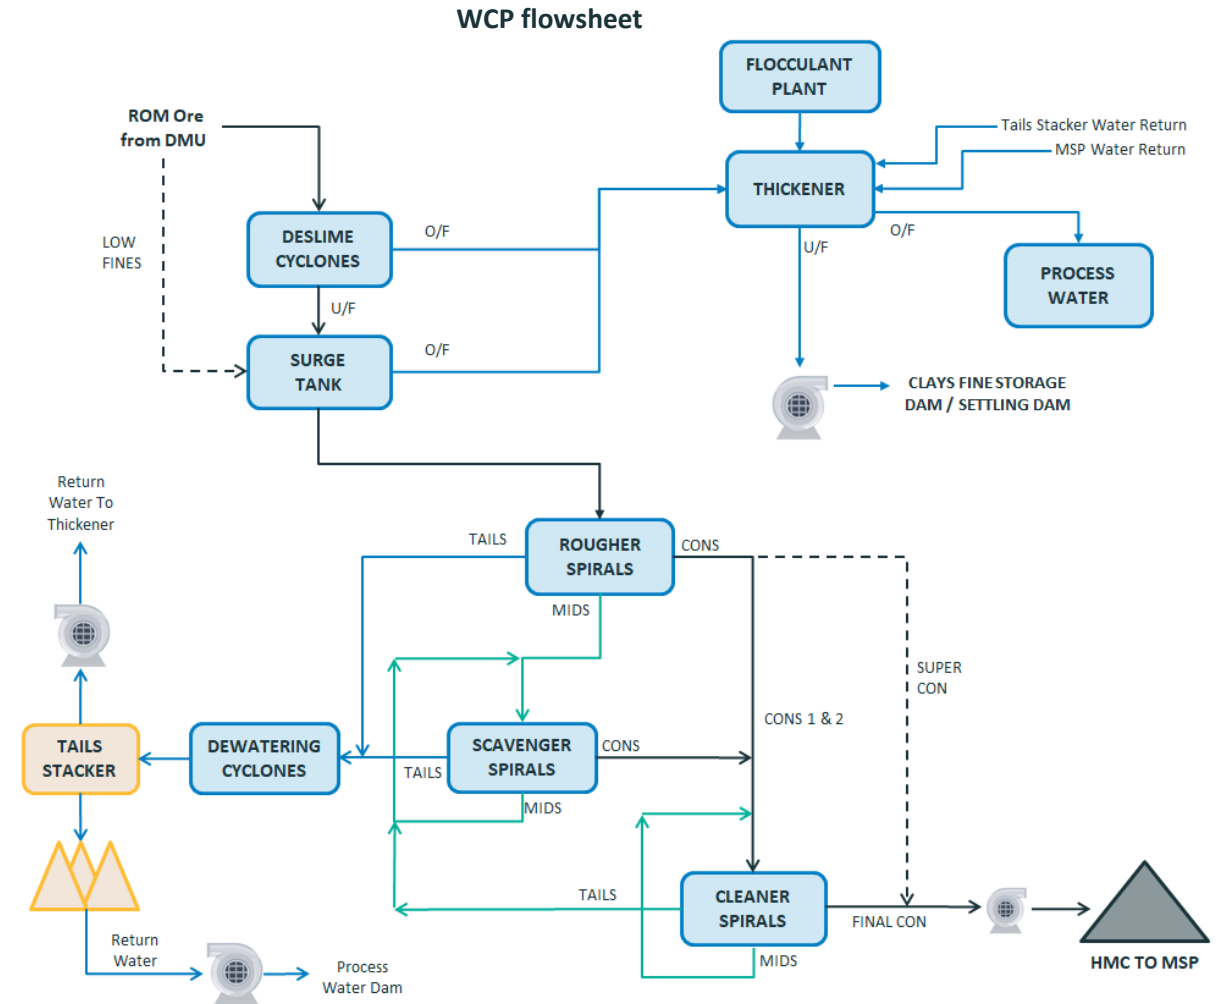 WCP flowsheet
FLOCCULANT
PLANT
ROM Ore
from DMU
Tails Stacker Water Return
MSP Water Return
THICKENER
LOW
FINES
DESLIME
CYCLONES
O/F
O/F
U/F
PROCESS
WATER
U/F
SURGE
TANK
O/F
CLAYS FINE STORAGE
DAM / SETTLING DAM
Return
Water To
Thickener
TAILS
ROUGHER
SPIRALS
CONS
MIDS
SUPER
CON
CONS 1 & 2
TAILS
STACKER
DEWATERING
CYCLONES
TAILS
SCAVENGER
SPIRALS
CONS
MIDS
TAILS
CLEANER
SPIRALS
FINAL CON
MIDS
HMC TO MSP
Return
Water
Process
Water Dam